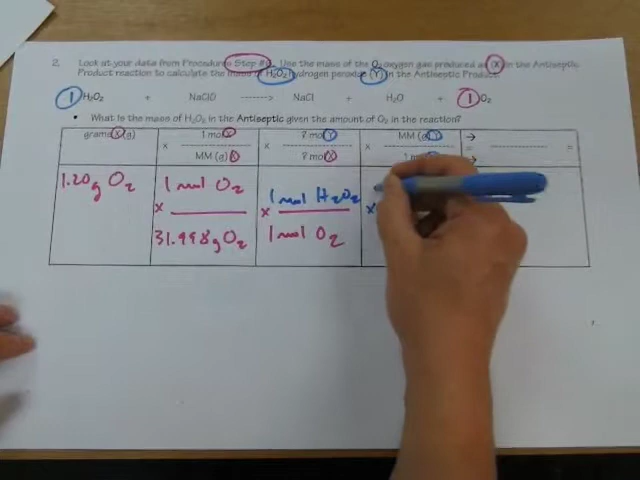 2. Look at your data from Procedure Step #. Use the mass of the O₂ oxygen gas produced (X) in the Antiseptic
Product reaction to calculate the mass of H₂O₂ hydrogen peroxide (Y) in the Antiseptic Product.
1 H₂O₂ + NaClO -----> NaCl + H₂O + 1 O₂
• What is the mass of H₂O₂ in the Antiseptic given the amount of O₂ in the reaction?
grams X (g) x 1 mol x ? mol Y x MM (g) Y → =
MM (g) X ? mol X 1 →
1.20g O₂ 1 mol O₂ 1 mol H₂O₂
x x x
31.998g O₂ 1 mol O₂